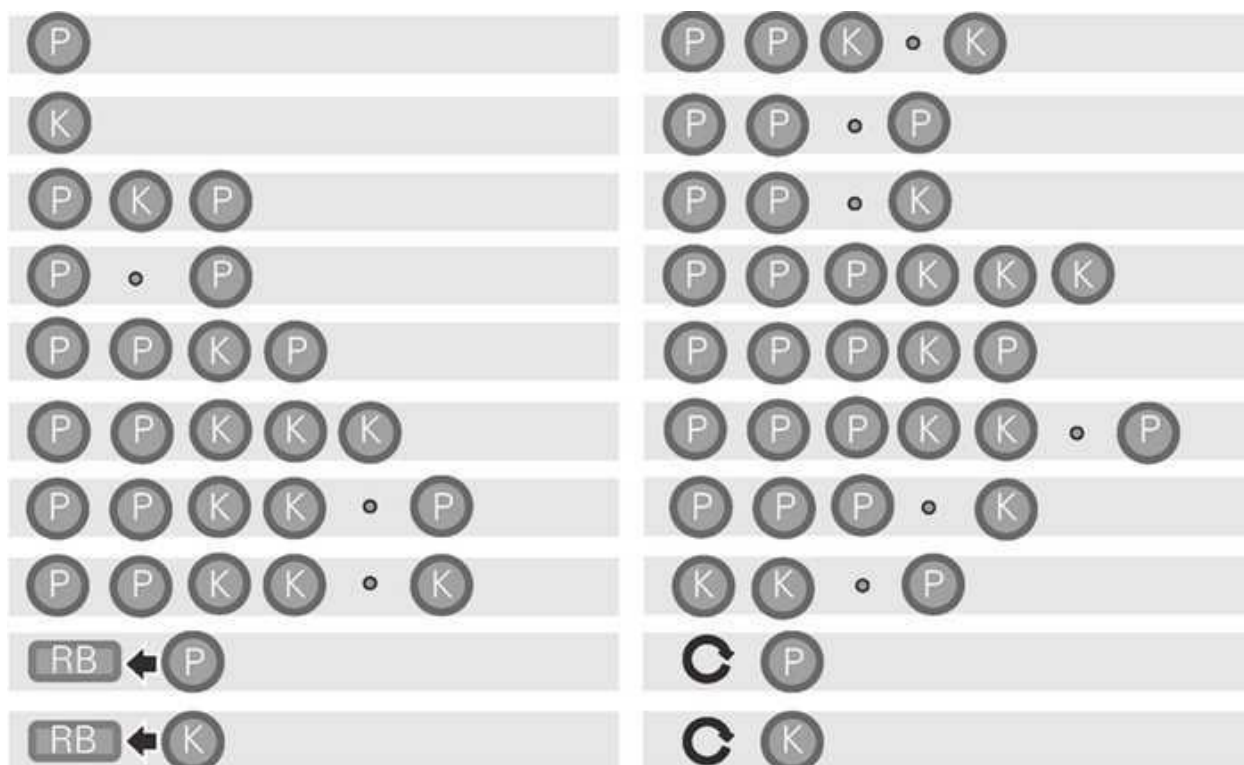 P
K
P K P
P • P
P P K P
P P K K K
P P K K • P
P P K K • K
RB P
RB K
P P K • K
P P • P
P P • K
P P P K K K
P P P K P
P P P K K • P
P P P • K
K K • P
P
K